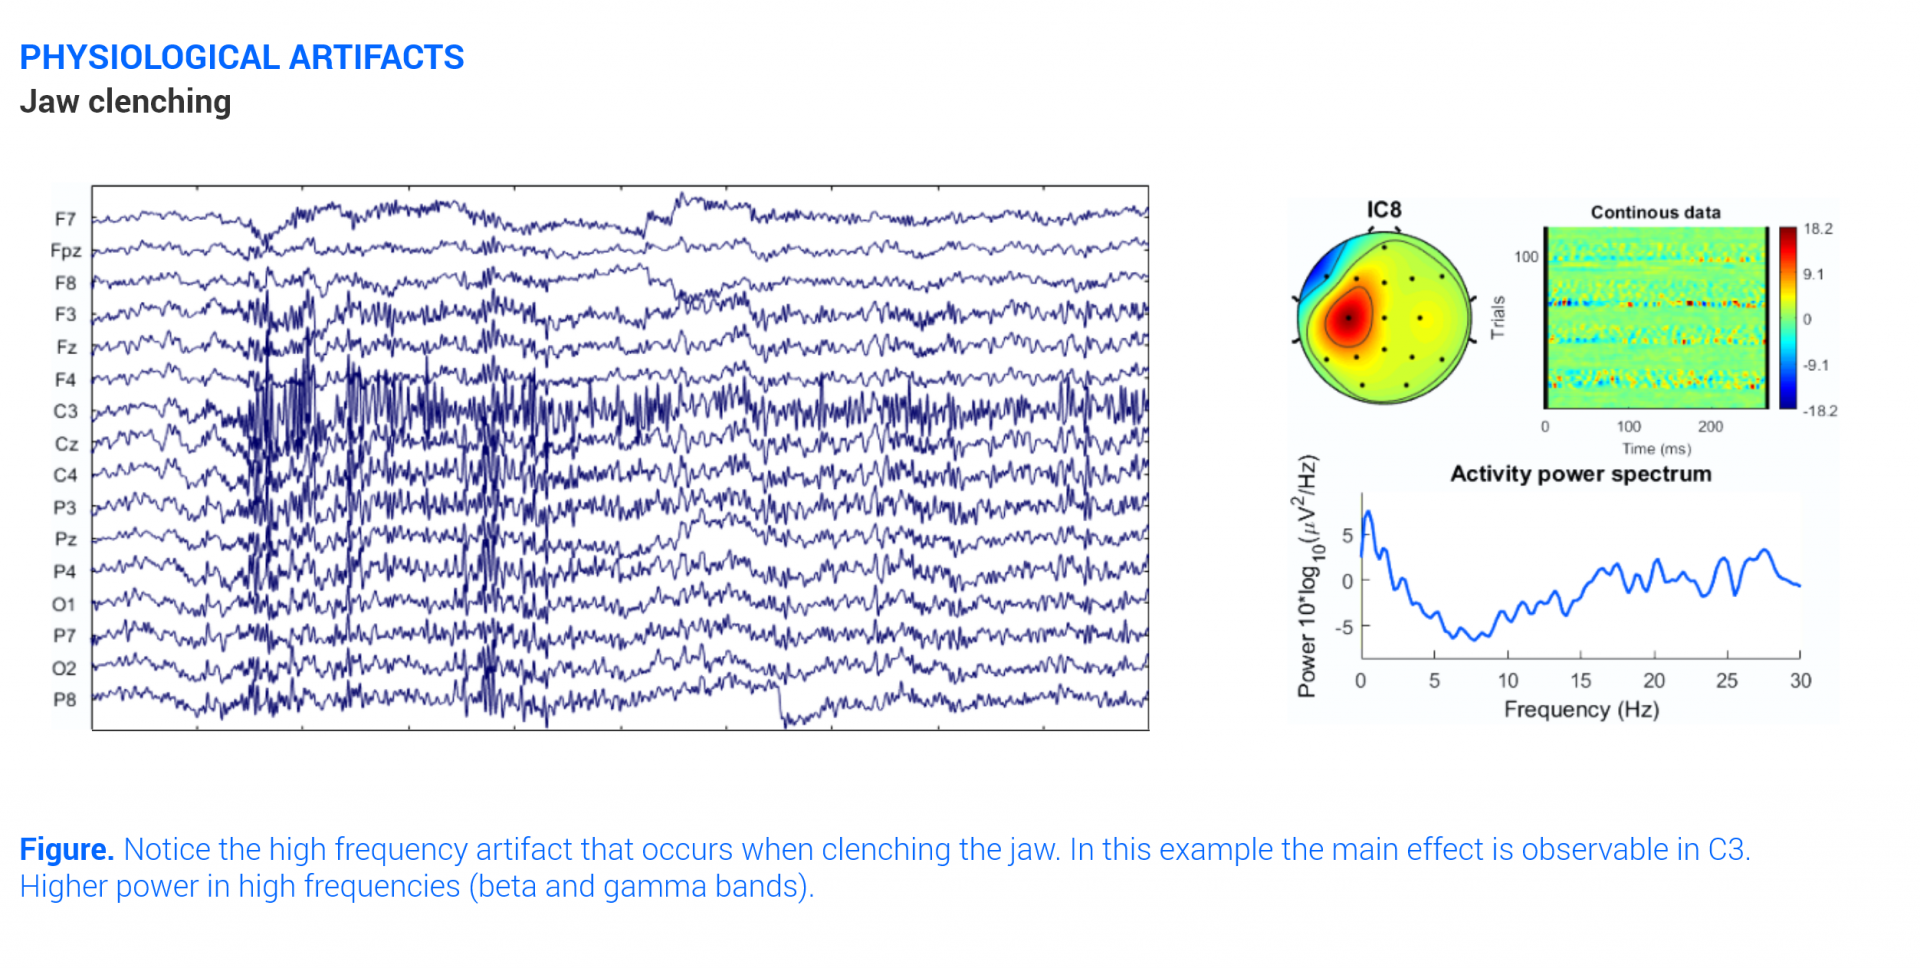 PHYSIOLOGICAL ARTIFACTS
Jaw clenching
F7
Fpz
F8
F3
Fz
F4
C3
Cz
C4
P3
Pz
P4
O1
P7
O2
P8
IC8
Continous data
Trials
100
0
100
200
Time (ms)
18.2
9.1
0
-9.1
-18.2
Activity power spectrum
Power 10*log10(μV2/Hz)
5
0
-5
0
5
10
15
20
25
30
Frequency (Hz)
Figure. Notice the high frequency artifact that occurs when clenching the jaw. In this example the main effect is observable in C3.
Higher power in high frequencies (beta and gamma bands).